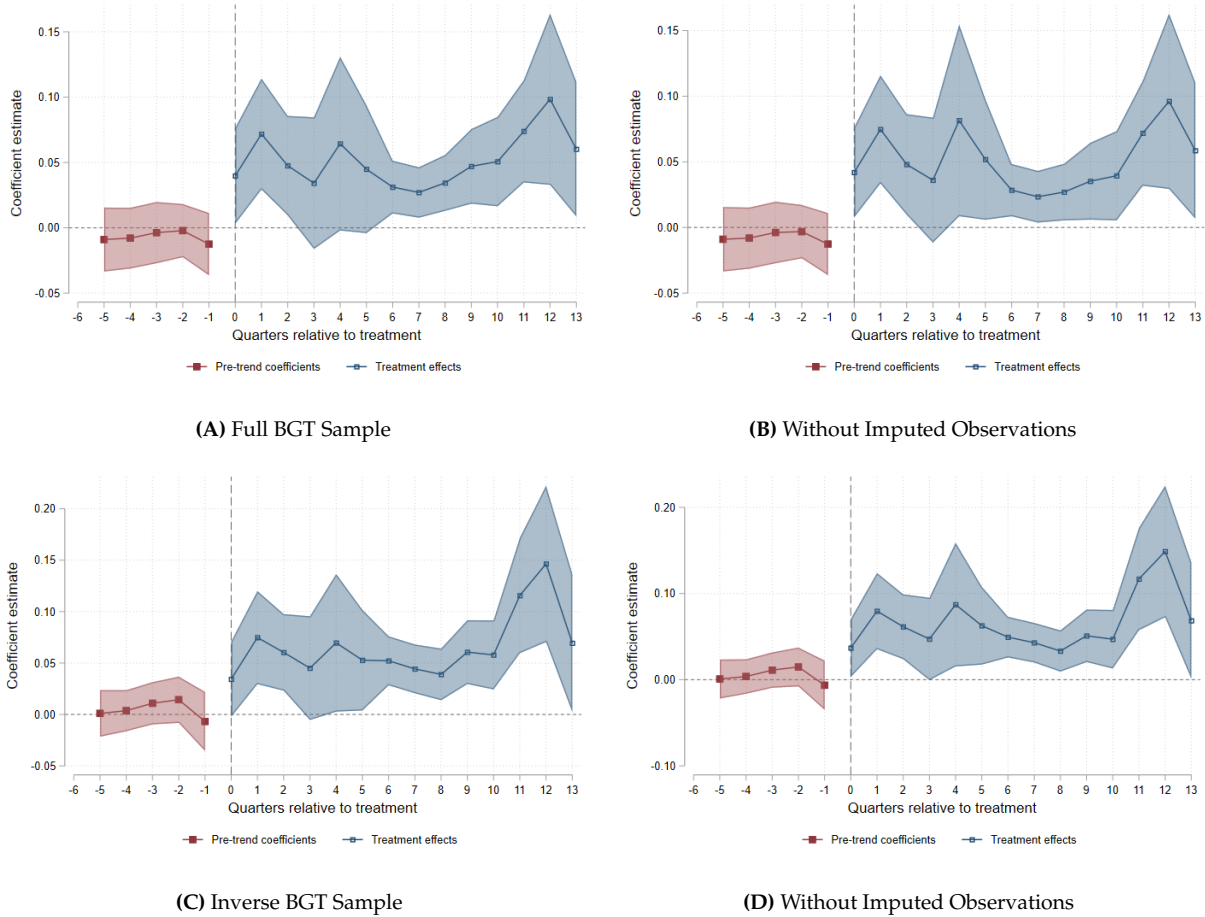 Coefficient estimate
0.15
0.10
0.05
0.00
-0.05
-6 -5 -4 -3 -2 -1 0 1 2 3 4 5 6 7 8 9 10 11 12 13
Quarters relative to treatment
Pre-trend coefficients Treatment effects
(A) Full BGT Sample
Coefficient estimate
0.15
0.10
0.05
0.00
-0.05
-6 -5 -4 -3 -2 -1 0 1 2 3 4 5 6 7 8 9 10 11 12 13
Quarters relative to treatment
Pre-trend coefficients Treatment effects
(B) Without Imputed Observations
Coefficient estimate
0.20
0.15
0.10
0.05
0.00
-0.05
-6 -5 -4 -3 -2 -1 0 1 2 3 4 5 6 7 8 9 10 11 12 13
Quarters relative to treatment
Pre-trend coefficients Treatment effects
(C) Inverse BGT Sample
Coefficient estimate
0.20
0.10
0.00
-0.10
-6 -5 -4 -3 -2 -1 0 1 2 3 4 5 6 7 8 9 10 11 12 13
Quarters relative to treatment
Pre-trend coefficients Treatment effects
(D) Without Imputed Observations